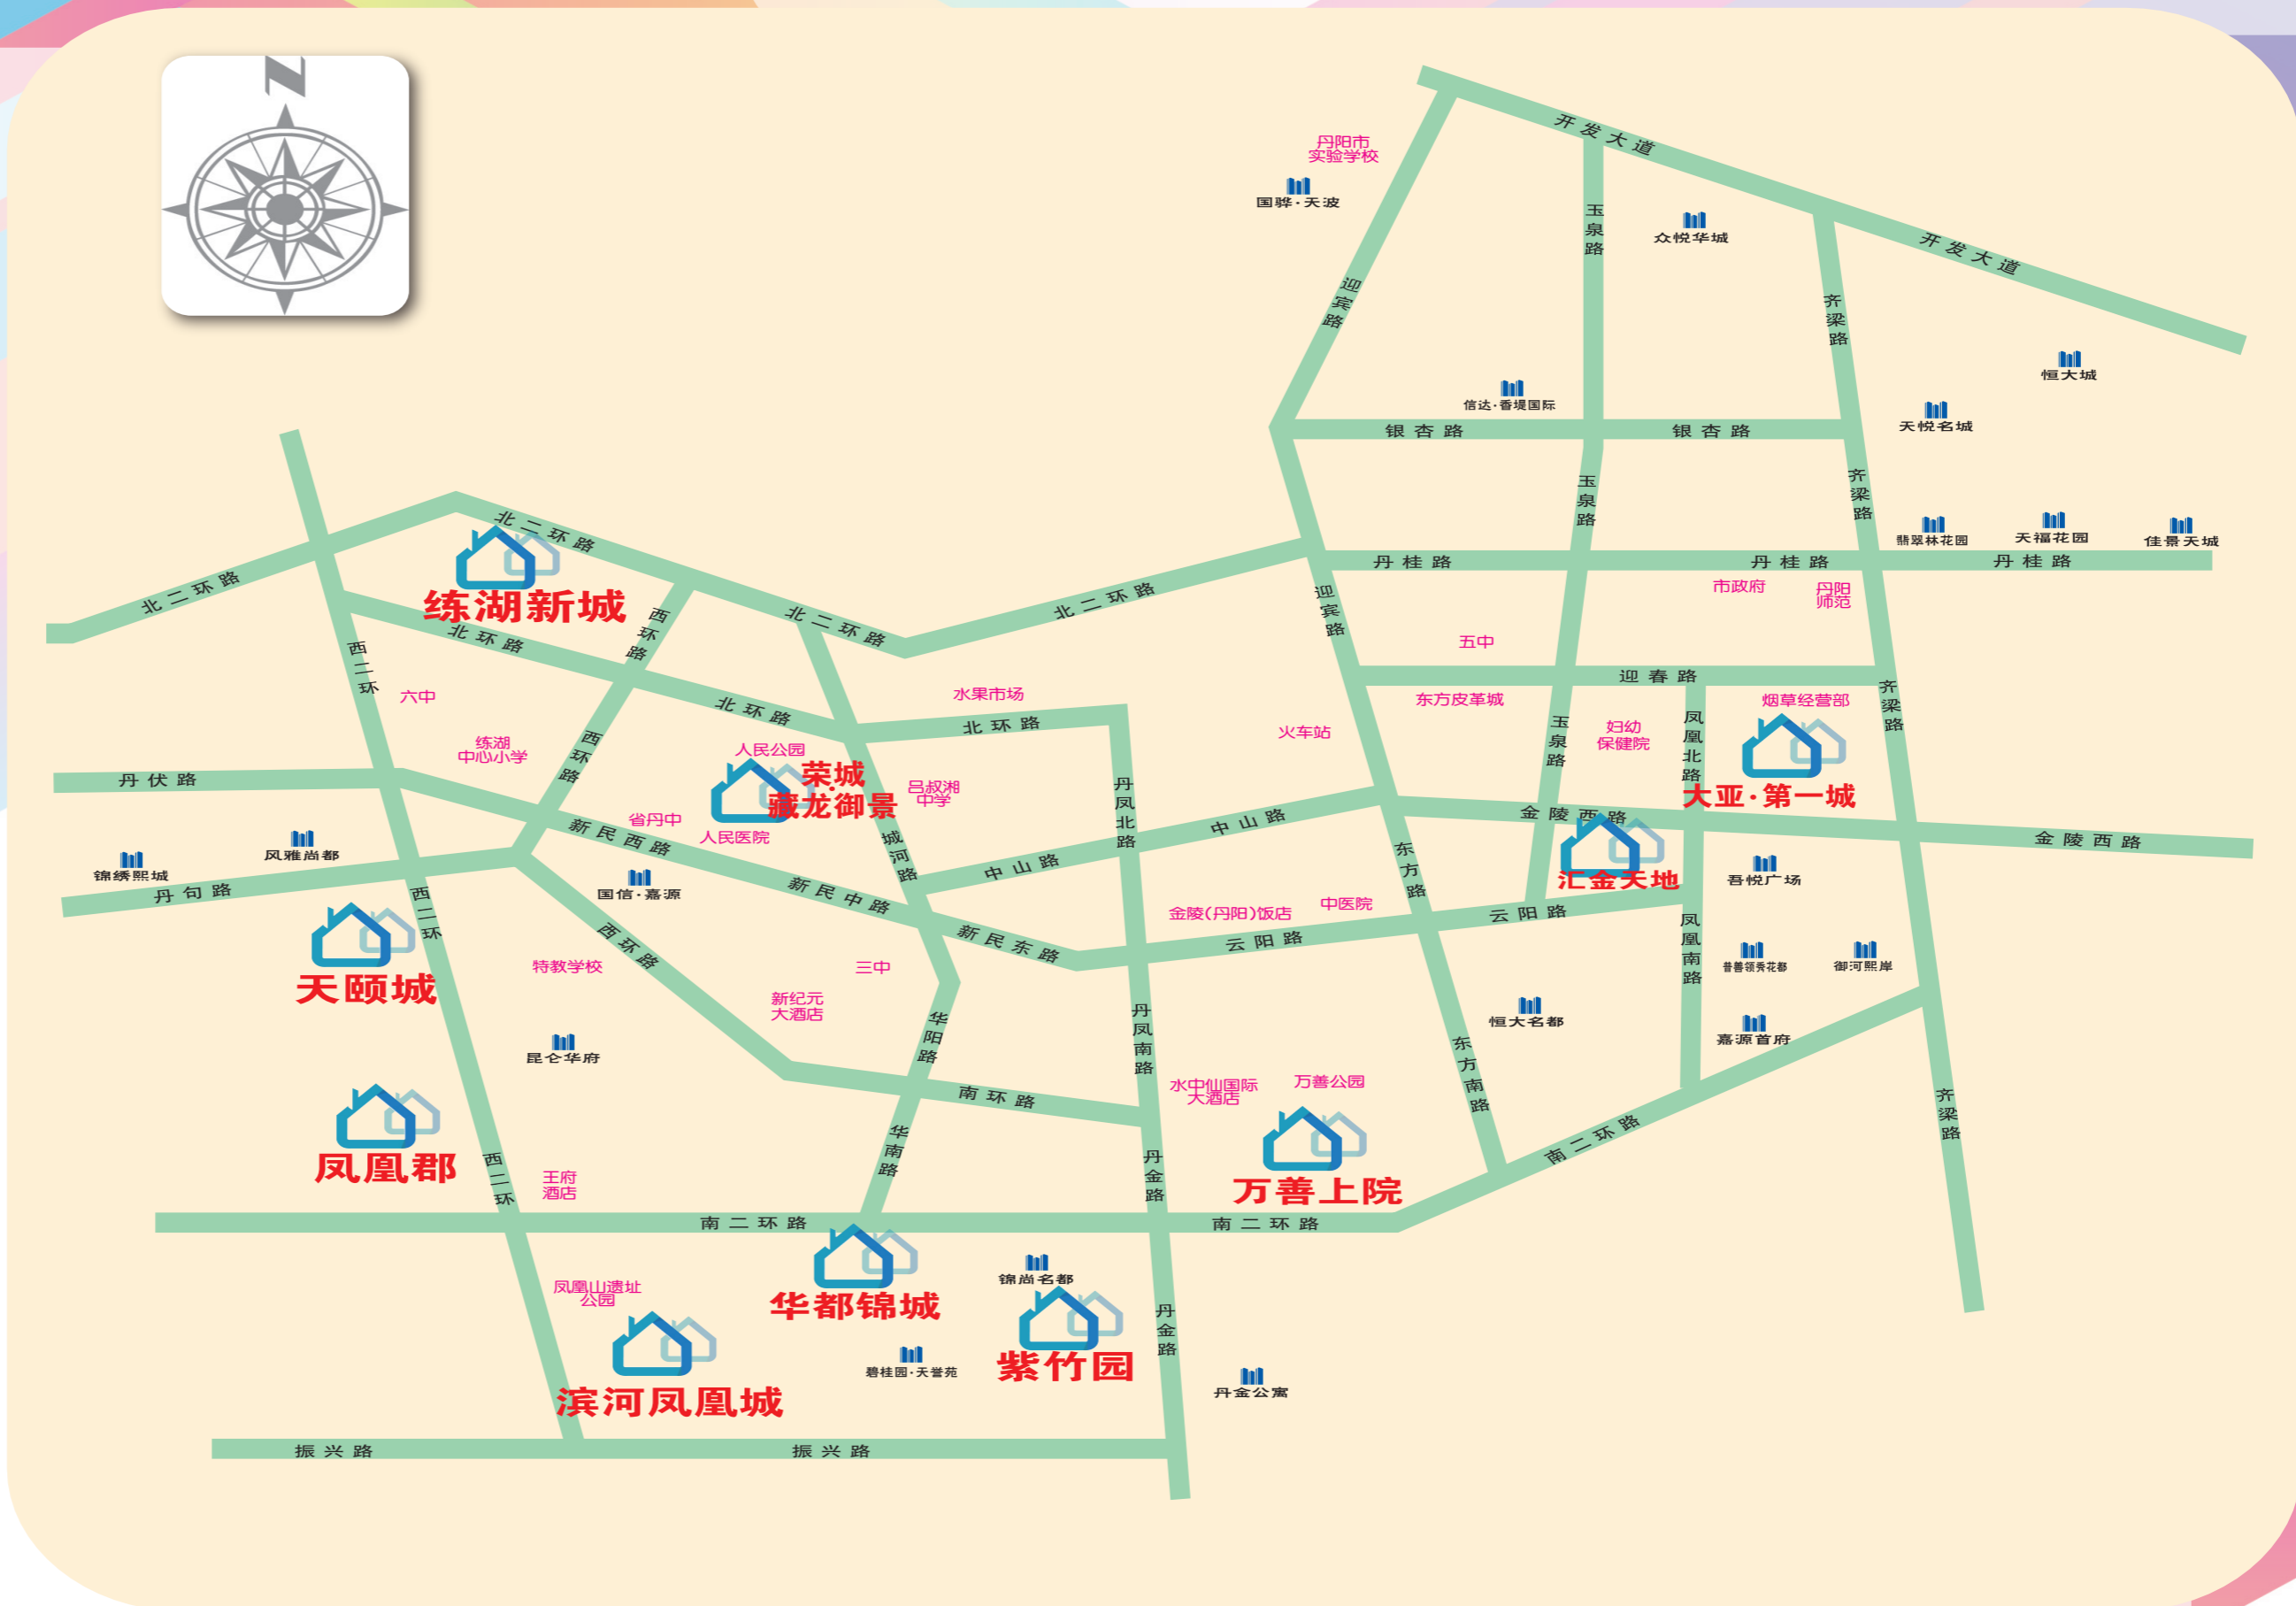 N
开发大道
丹阳市
实验学校
国骅·天波
玉泉路
众悦华城
开发大道
迎宾路
齐梁路
恒大城
信达·香堤国际
天悦名城
银杏路
银杏路
玉泉路
齐梁路
北二环路
翡翠林花园
天福花园
佳景天城
丹桂路
丹桂路
丹桂路
北二环路
练湖新城
西环路
北二环路
北二环路
迎宾路
市政府
丹阳
师范
北环路
西二环
五中
迎春路
六中
水果市场
东方皮革城
烟草经营部
齐梁路
北环路
北环路
火车站
玉泉路
妇幼
保健院
凤凰北路
练湖
中心小学
西环路
人民公园
荣城
·
藏龙御景
吕叔湘
中学
丹凤北路
大亚·第一城
丹伏路
省丹中
人民医院
新民西路
城河路
中山路
金陵西路
金陵西路
风雅尚都
锦绣熙城
丹句路
国信·嘉源
中山路
东方路
汇金天地
吾悦广场
西二环
新民中路
金陵(丹阳)饭店
中医院
云阳路
云阳路
凤凰南路
新民东路
西环路
天颐城
特教学校
三中
新纪元
大酒店
普善领秀花都
御河熙岸
华阳路
丹凤南路
恒大名都
嘉源首府
昆仑华府
东方南路
南环路
水中仙国际
大酒店
万善公园
齐梁路
凤凰郡
西二环
王府
酒店
华南路
丹金路
万善上院
南二环路
南二环路
南二环路
凤凰山遗址
公园
华都锦城
锦尚名都
丹金路
紫竹园
碧桂园·天誉苑
丹金公寓
滨河凤凰城
振兴路
振兴路